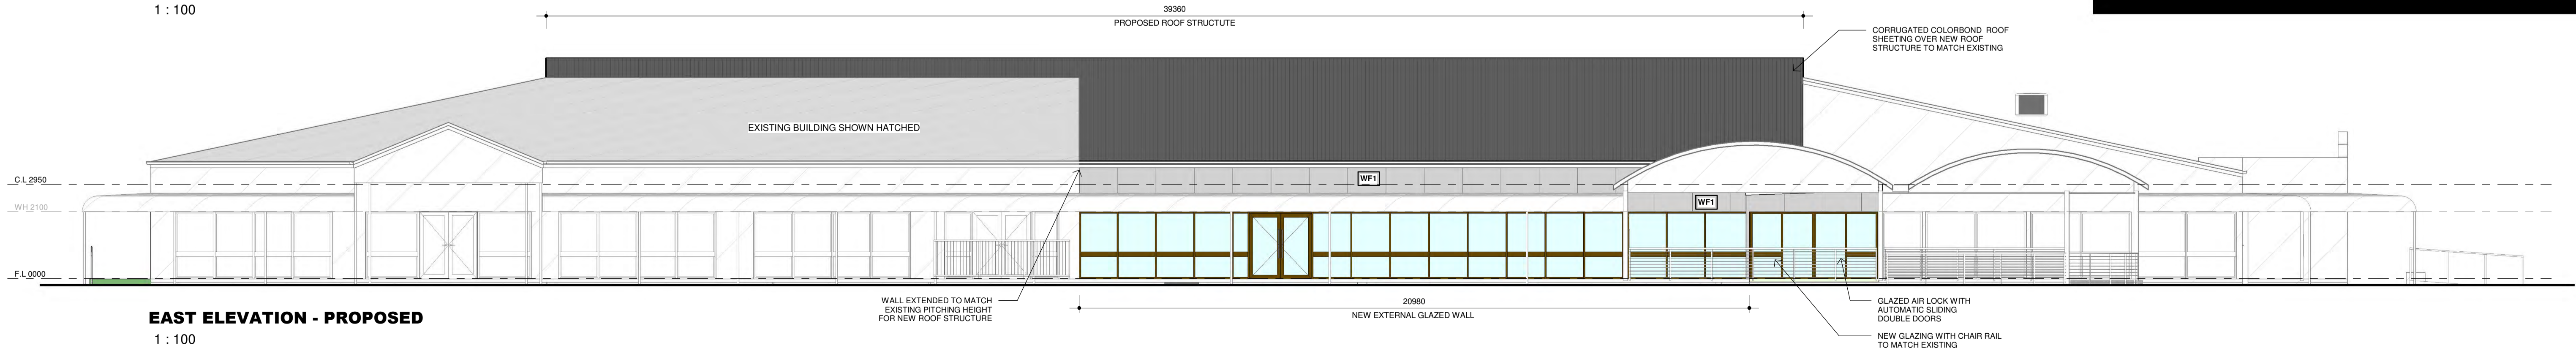 1 : 100
39360
PROPOSED ROOF STRUCTUTE
CORRUGATED COLORBOND ROOF
SHEETING OVER NEW ROOF
STRUCTURE TO MATCH EXISTING
EXISTING BUILDING SHOWN HATCHED
C.L 2950
WF1
WH 2100
WF1
F.L 0000
WALL EXTENDED TO MATCH
EXISTING PITCHING HEIGHT
FOR NEW ROOF STRUCTURE
20980
NEW EXTERNAL GLAZED WALL
GLAZED AIR LOCK WITH
AUTOMATIC SLIDING
DOUBLE DOORS
NEW GLAZING WITH CHAIR RAIL
TO MATCH EXISTING
EAST ELEVATION - PROPOSED
1 : 100